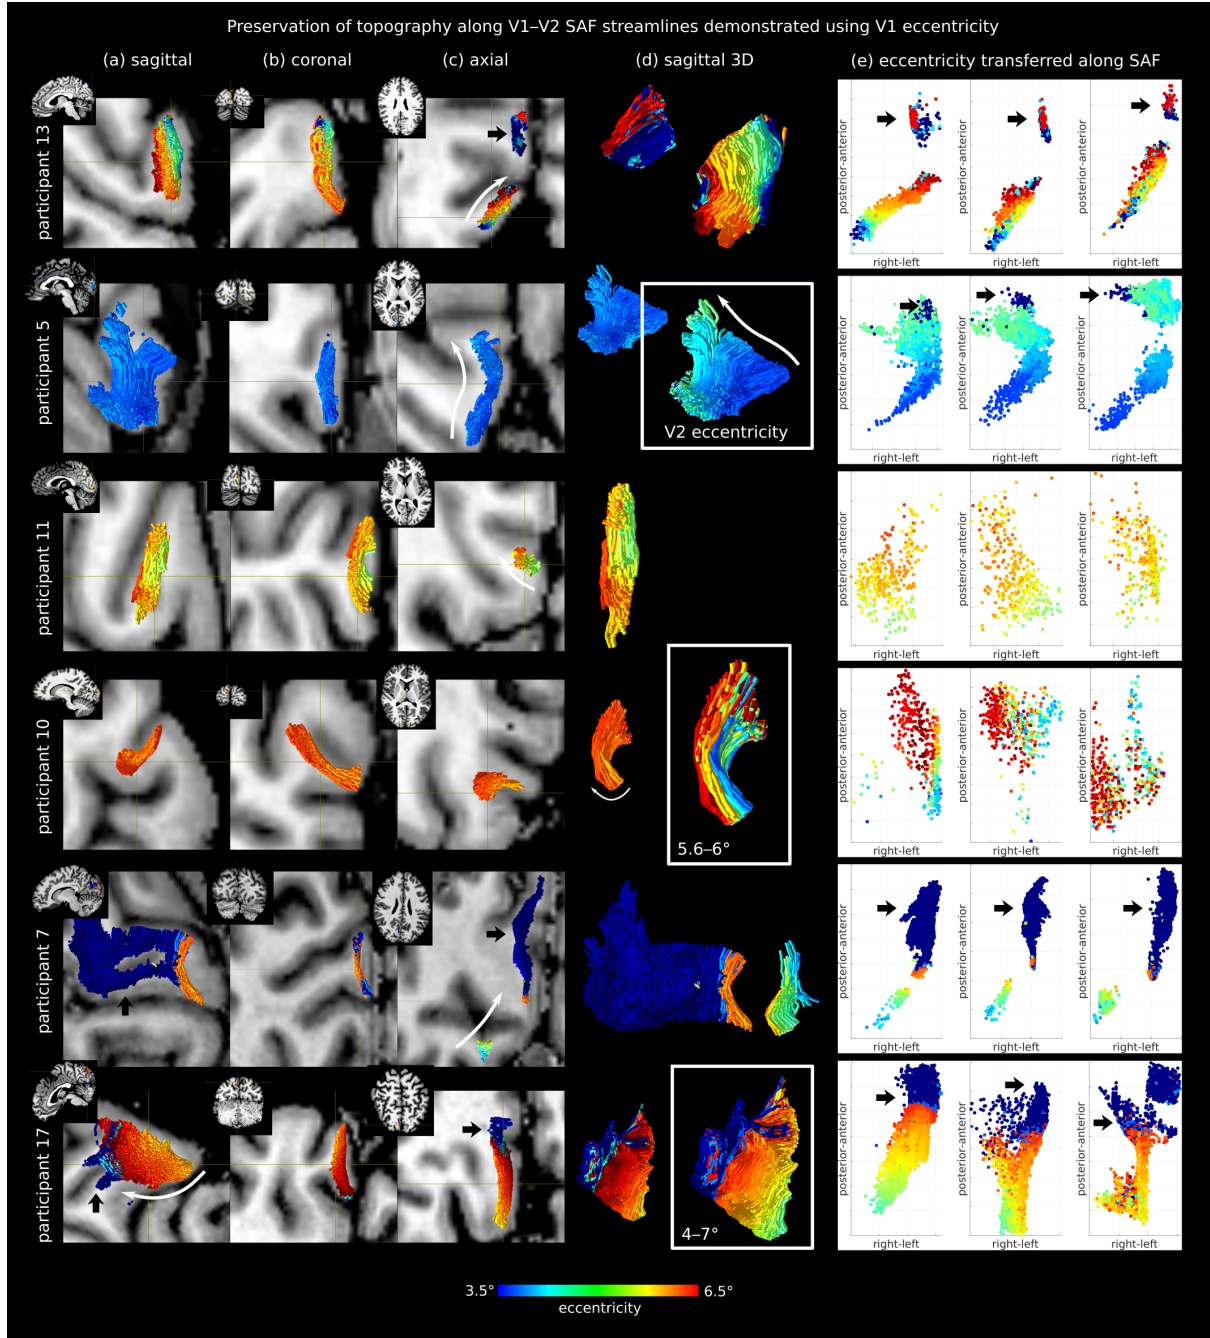 Preservation of topography along V1–V2 SAF streamlines demonstrated using V1 eccentricity
(a) sagittal
(b) coronal
(c) axial
(d) sagittal 3D
(e) eccentricity transferred along SAF
participant 13
posterior-anterior
posterior-anterior
posterior-anterior
right-left
right-left
right-left
participant 5
V2 eccentricity
posterior-anterior
posterior-anterior
posterior-anterior
right-left
right-left
right-left
participant 11
posterior-anterior
posterior-anterior
posterior-anterior
right-left
right-left
right-left
participant 10
5.6–6°
posterior-anterior
posterior-anterior
posterior-anterior
right-left
right-left
right-left
participant 7
posterior-anterior
posterior-anterior
posterior-anterior
right-left
right-left
right-left
participant 17
4–7°
posterior-anterior
posterior-anterior
posterior-anterior
right-left
right-left
right-left
3.5°
6.5°
eccentricity